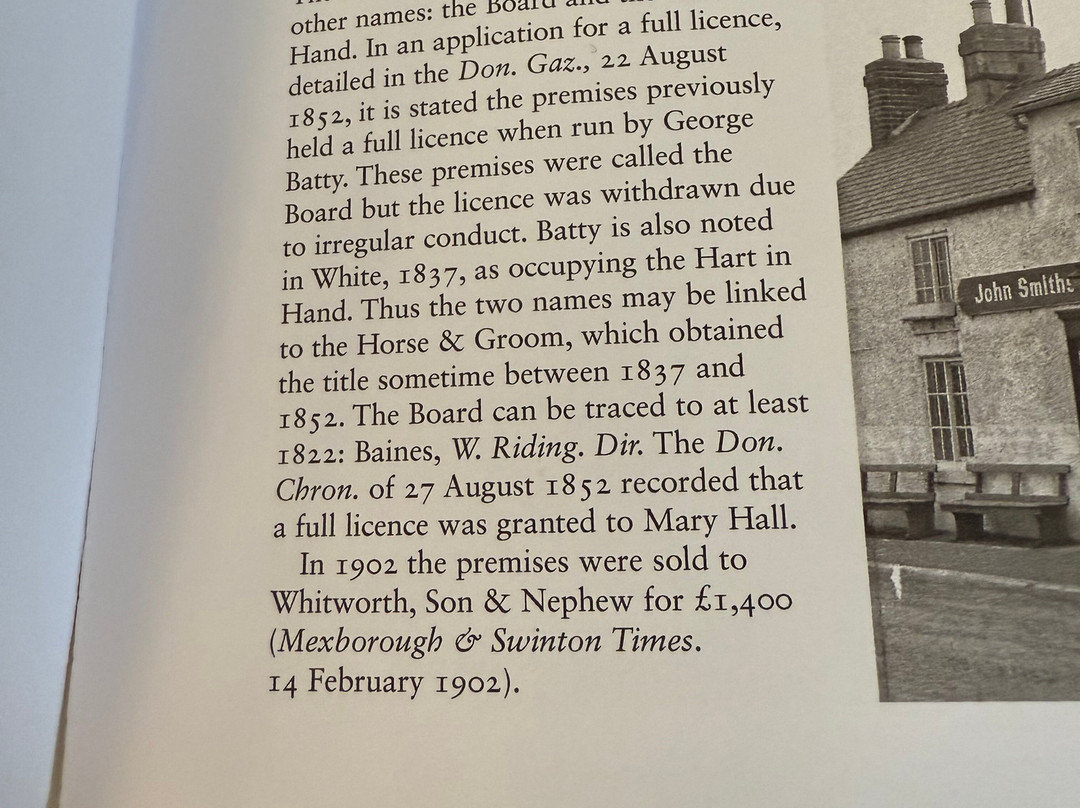 other names: the Board and
Hand. In an application for a full licence,
detailed in the Don. Gaz., 22 August
1852, it is stated the premises previously
held a full licence when run by George
Batty. These premises were called the
Board but the licence was withdrawn due
to irregular conduct. Batty is also noted
in White, 1837, as occupying the Hart in
Hand. Thus the two names may be linked
to the Horse & Groom, which obtained
the title sometime between 1837 and
1852. The Board can be traced to at least
1822: Baines, W. Riding. Dir. The Don.
Chron. of 27 August 1852 recorded that
a full licence was granted to Mary Hall.
In 1902 the premises were sold to
Whitworth, Son & Nephew for £1,400
(Mexborough & Swinton Times.
14 February 1902).
John Smiths